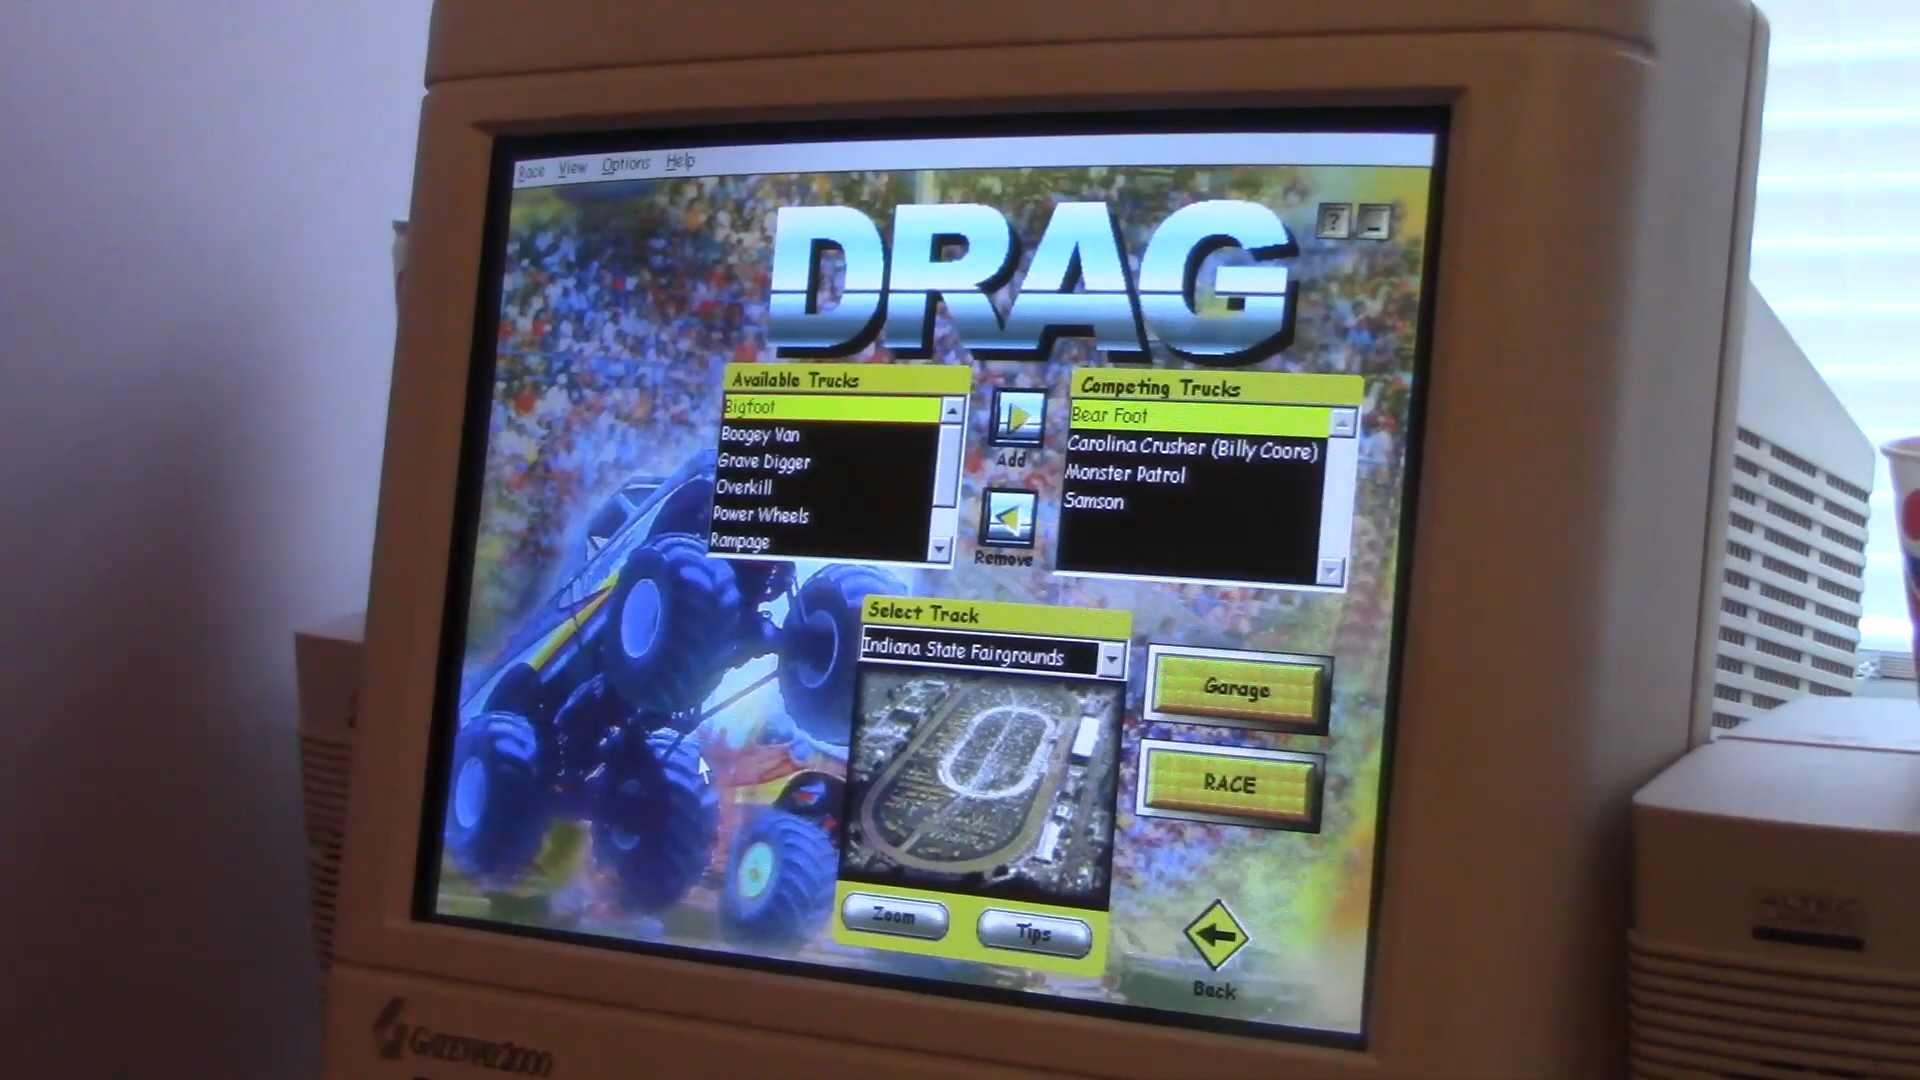 Race View Options Help
DRAG
?
Available Trucks
Bigfoot
Boogey Van
Grave Digger
Overkill
Power Wheels
Rampage
Add
Remove
Competing Trucks
Bear Foot
Carolina Crusher (Billy Coore)
Monster Patrol
Samson
Select Track
Indiana State Fairgrounds
Zoom
Tips
Garage
RACE
Back
GATEWAY2000
ALTEC